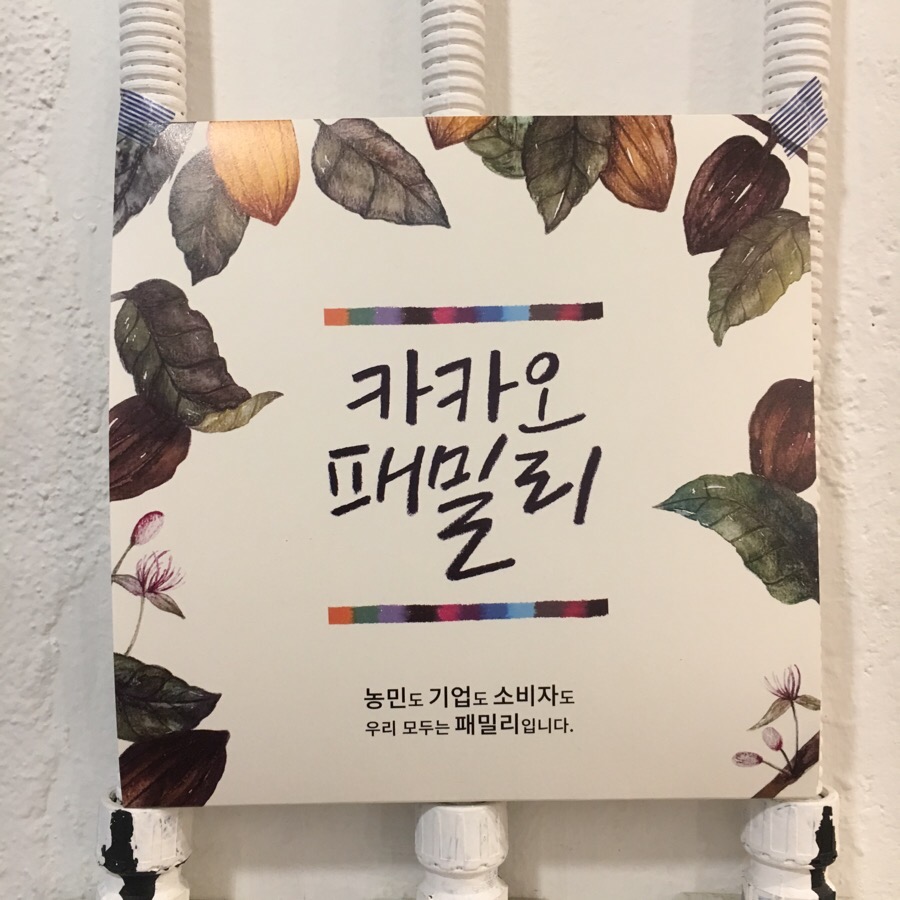 카카오
패밀리
농민도 기업도 소비자도
우리 모두는 패밀리입니다.